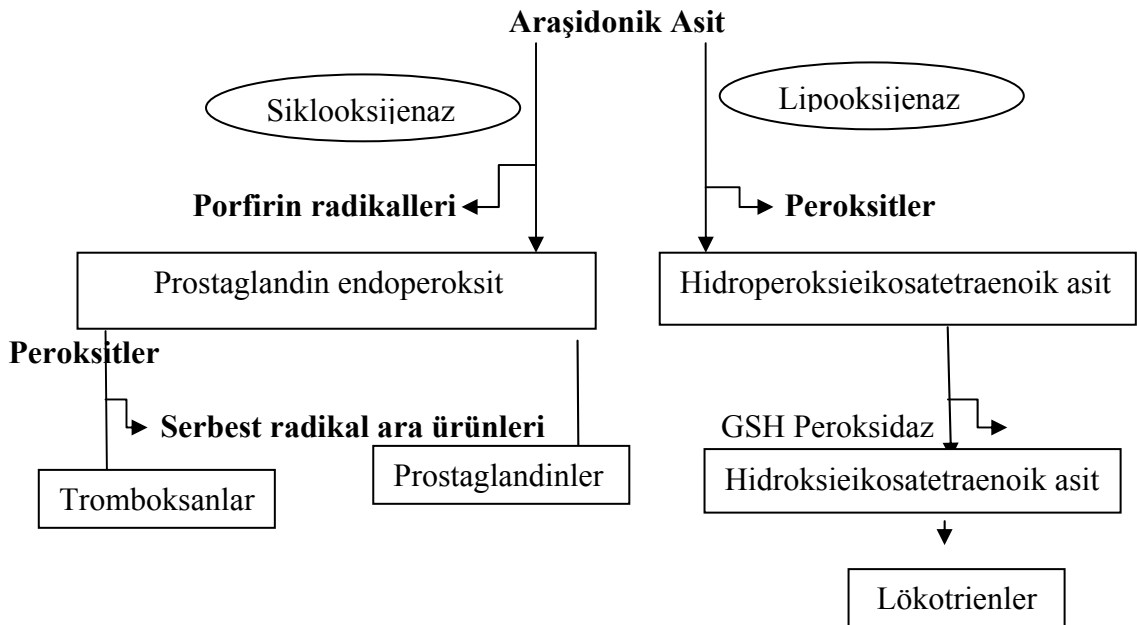 Araşidonik Asit
Siklooksijenaz
Lipooksijenaz
Porfirin radikalleri
Peroksitler
Prostaglandin endoperoksit
Hidroperoksieikosatetraenoik asit
Peroksitler
Serbest radikal ara ürünleri
GSH Peroksidaz
Tromboksanlar
Prostaglandinler
Hidroksieikosatetraenoik asit
Lökotrienler